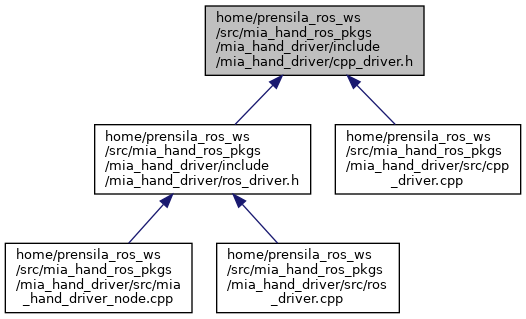 home/prensila_ros_ws
/src/mia_hand_ros_pkgs
/mia_hand_driver/include
/mia_hand_driver/cpp_driver.h
home/prensila_ros_ws
/src/mia_hand_ros_pkgs
/mia_hand_driver/include
/mia_hand_driver/ros_driver.h
home/prensila_ros_ws
/src/mia_hand_ros_pkgs
/mia_hand_driver/src/cpp
_driver.cpp
home/prensila_ros_ws
/src/mia_hand_ros_pkgs
/mia_hand_driver/src/mia
_hand_driver_node.cpp
home/prensila_ros_ws
/src/mia_hand_ros_pkgs
/mia_hand_driver/src/ros
_driver.cpp